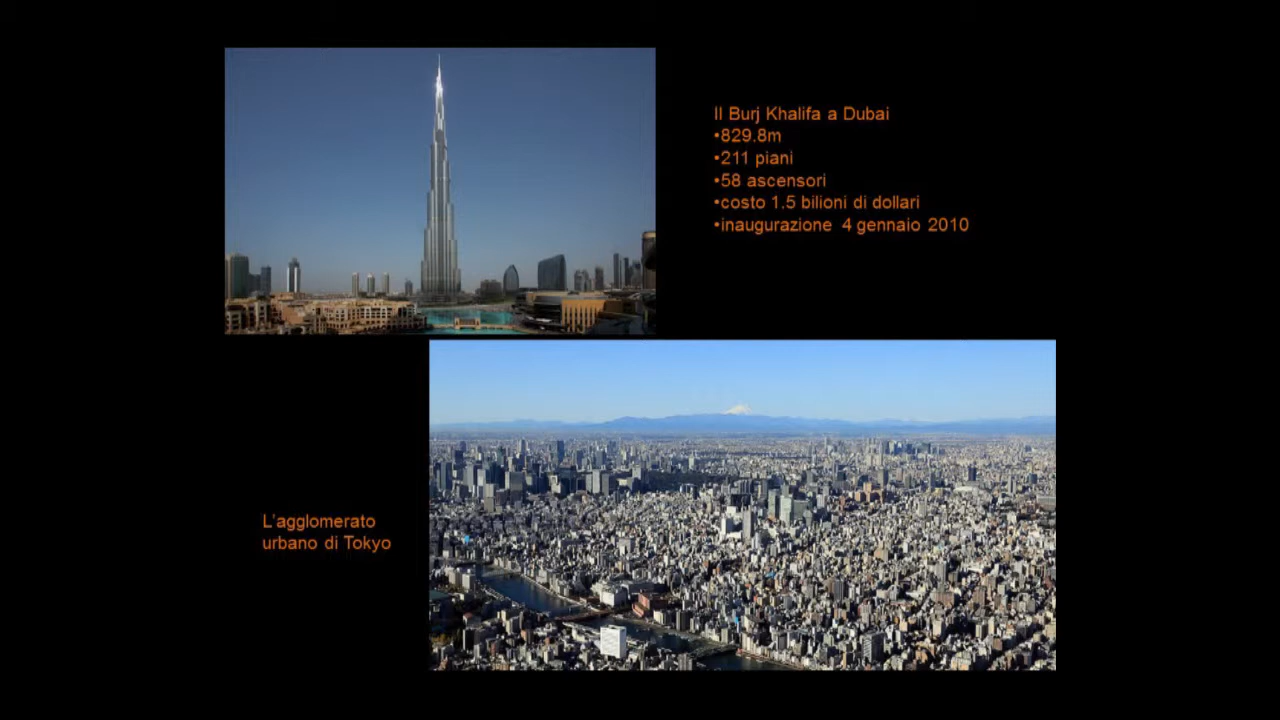 Il Burj Khalifa a Dubai
•829.8m
•211 piani
•58 ascensori
•costo 1.5 bilioni di dollari
•inaugurazione 4 gennaio 2010
L'agglomerato
urbano di Tokyo